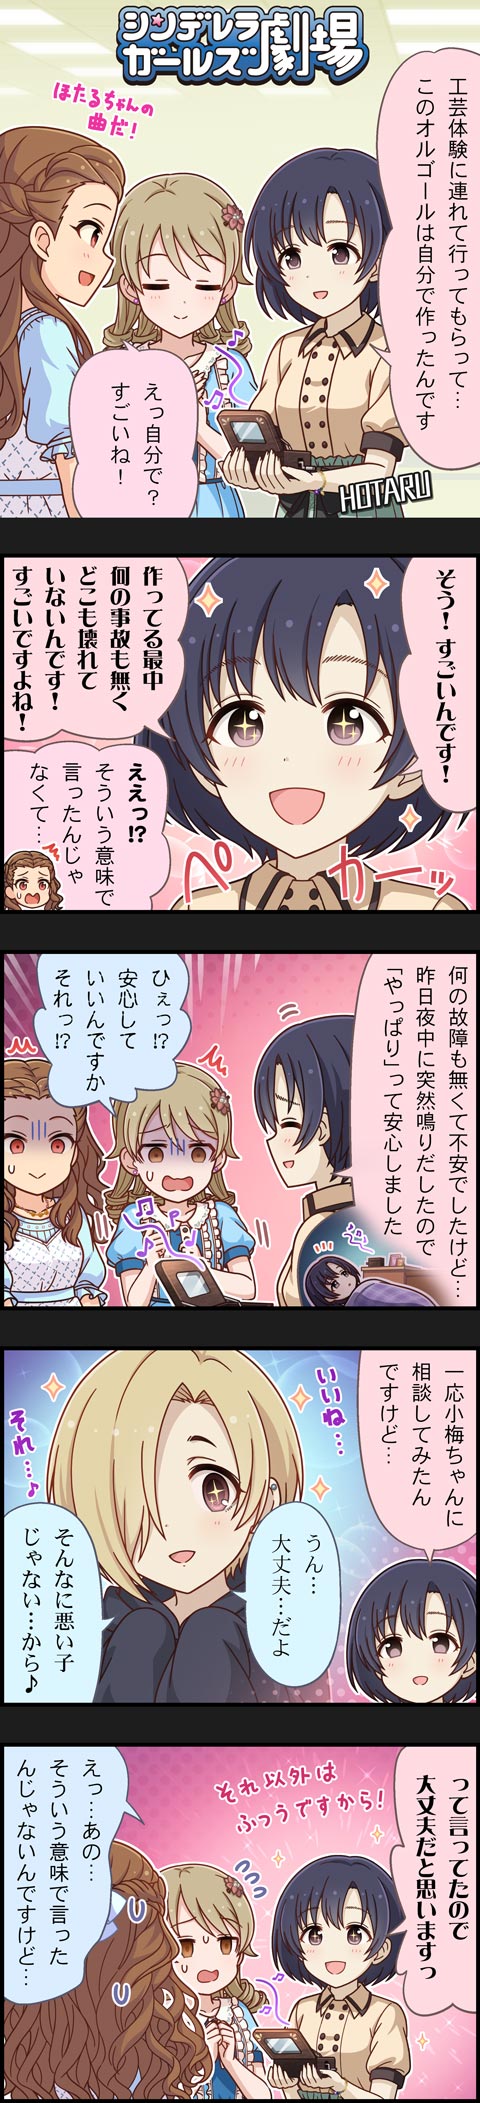 シンデレラ
ガールズ劇場
工芸体験に連れて行ってもらって…
このオルゴールは自分で作ったんです
ほたるちゃんの
曲だ！
えっ自分で？
すごいね！
HOTARU
そう！すごいんです！
作ってる最中
何の事故も無く
どこも壊れて
いないんです！
すごいですよね！
ええっ!?
そういう意味で
言ったんじゃ
なくて…
ペカーッ
何の故障も無くて不安でしたけど…
昨日夜中に突然鳴りだしたので
「やっぱり」って安心しました
ひぇっ!?
安心して
いいんですか
それっ!?
一応小梅ちゃんに
相談してみたん
ですけど…
いいね…
それ…♪
うん…
大丈夫…だよ
そんなに悪い子
じゃない…から♪
って言ってたので
大丈夫だと思いますっ
それ以外は
ふつうですから！
えっ…あの…
そういう意味で言った
んじゃないんですけど…